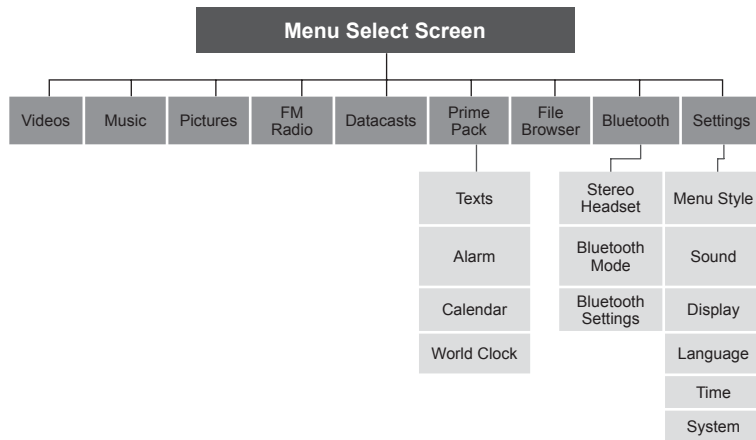 Menu Select Screen
Videos
Music
Pictures
FM
Radio
Datacasts
Prime
Pack
File
Browser
Bluetooth
Settings
Texts
Alarm
Calendar
World Clock
Stereo
Headset
Bluetooth
Mode
Bluetooth
Settings
Menu Style
Sound
Display
Language
Time
System